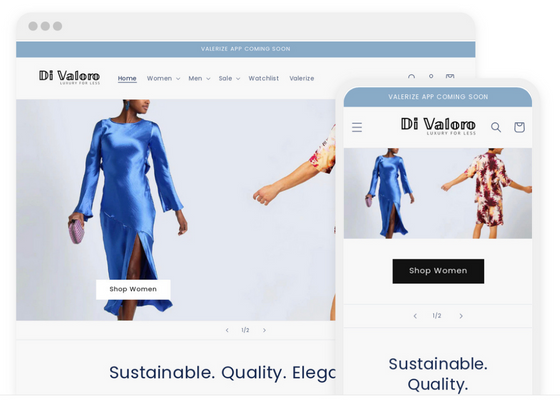 VALERIZE APP COMING SOON
Di Valoro
LUXURY FOR LESS
Home Women Men Sale Watchlist Valerize
Shop Women
1/2
Sustainable. Quality. Elega
VALERIZE APP COMING SOON
Di Valoro
LUXURY FOR LESS
Shop Women
1/2
Sustainable.
Quality.